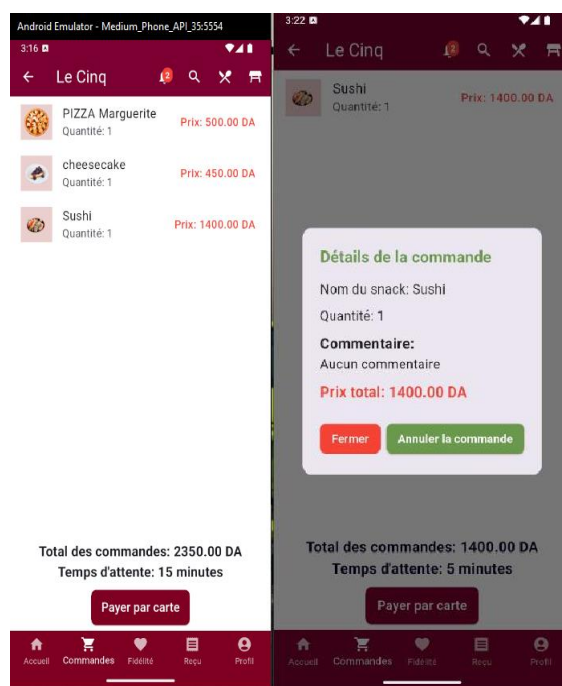 Android Emulator - Medium_Phone_API_35:5554
3:16
Le Cinq
2
PIZZA Marguerite
Quantité: 1
Prix: 500.00 DA
cheesecake
Quantité: 1
Prix: 450.00 DA
Sushi
Quantité: 1
Prix: 1400.00 DA
Total des commandes: 2350.00 DA
Temps d'attente: 15 minutes
Payer par carte
Accueil
Commandes
Fidélité
Reçu
Profil
3:22
Le Cinq
2
Sushi
Quantité: 1
Prix: 1400.00 DA
Détails de la commande
Nom du snack: Sushi
Quantité: 1
Commentaire:
Aucun commentaire
Prix total: 1400.00 DA
Fermer
Annuler la commande
Total des commandes: 1400.00 DA
Temps d'attente: 5 minutes
Payer par carte
Accueil
Commandes
Fidélité
Reçu
Profil